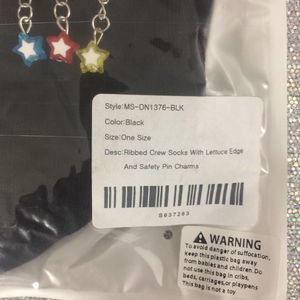 Style:MS-DN1376-BLK
Color:Black
Size:One Size
Desc:Ribbed Crew Socks With Lettuce Edge
And Safety Pin Charms
S037283
WARNING
To avoid danger of suffocation,
keep this plastic bag away
from babies and children. Do
not use this bag in cribs,
beds, carriages,or playpens
This bag is not a toy